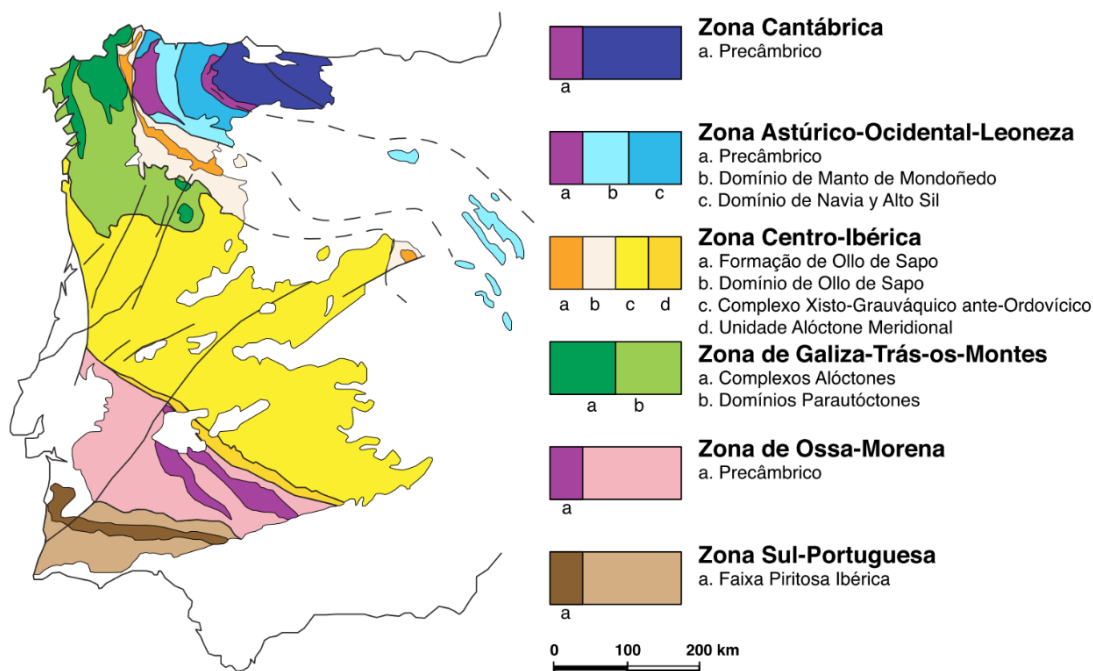 Zona Cantábrica
a. Precâmbrico
a
Zona Astúrico-Ocidental-Leoneza
a. Precâmbrico
b. Domínio de Manto de Mondoñedo
c. Domínio de Navia y Alto Sil
a b c
Zona Centro-Ibérica
a. Formação de Ollo de Sapo
b. Domínio de Ollo de Sapo
c. Complexo Xisto-Grauváquico ante-Ordovícico
d. Unidade Alóctone Meridional
a b c d
Zona de Galiza-Trás-os-Montes
a. Complexos Alóctones
b. Domínios Parautóctones
a b
Zona de Ossa-Morena
a. Precâmbrico
a
Zona Sul-Portuguesa
a. Faixa Piritosa Ibérica
a
0 100 200 km